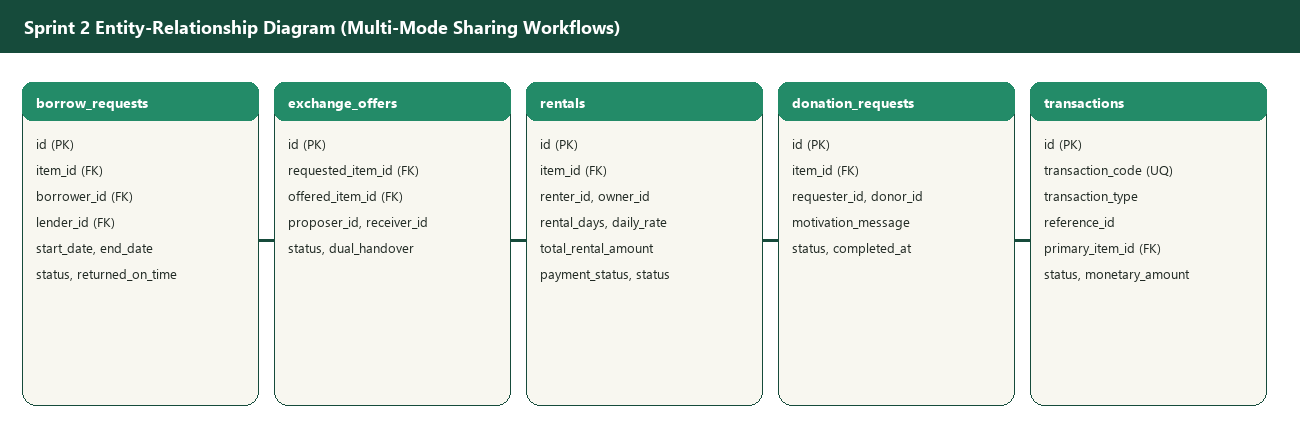 Sprint 2 Entity-Relationship Diagram (Multi-Mode Sharing Workflows)
borrow_requests
id (PK)
item_id (FK)
borrower_id (FK)
lender_id (FK)
start_date, end_date
status, returned_on_time
exchange_offers
id (PK)
requested_item_id (FK)
offered_item_id (FK)
proposer_id, receiver_id
status, dual_handover
rentals
id (PK)
item_id (FK)
renter_id, owner_id
rental_days, daily_rate
total_rental_amount
payment_status, status
donation_requests
id (PK)
item_id (FK)
requester_id, donor_id
motivation_message
status, completed_at
transactions
id (PK)
transaction_code (UQ)
transaction_type
reference_id
primary_item_id (FK)
status, monetary_amount